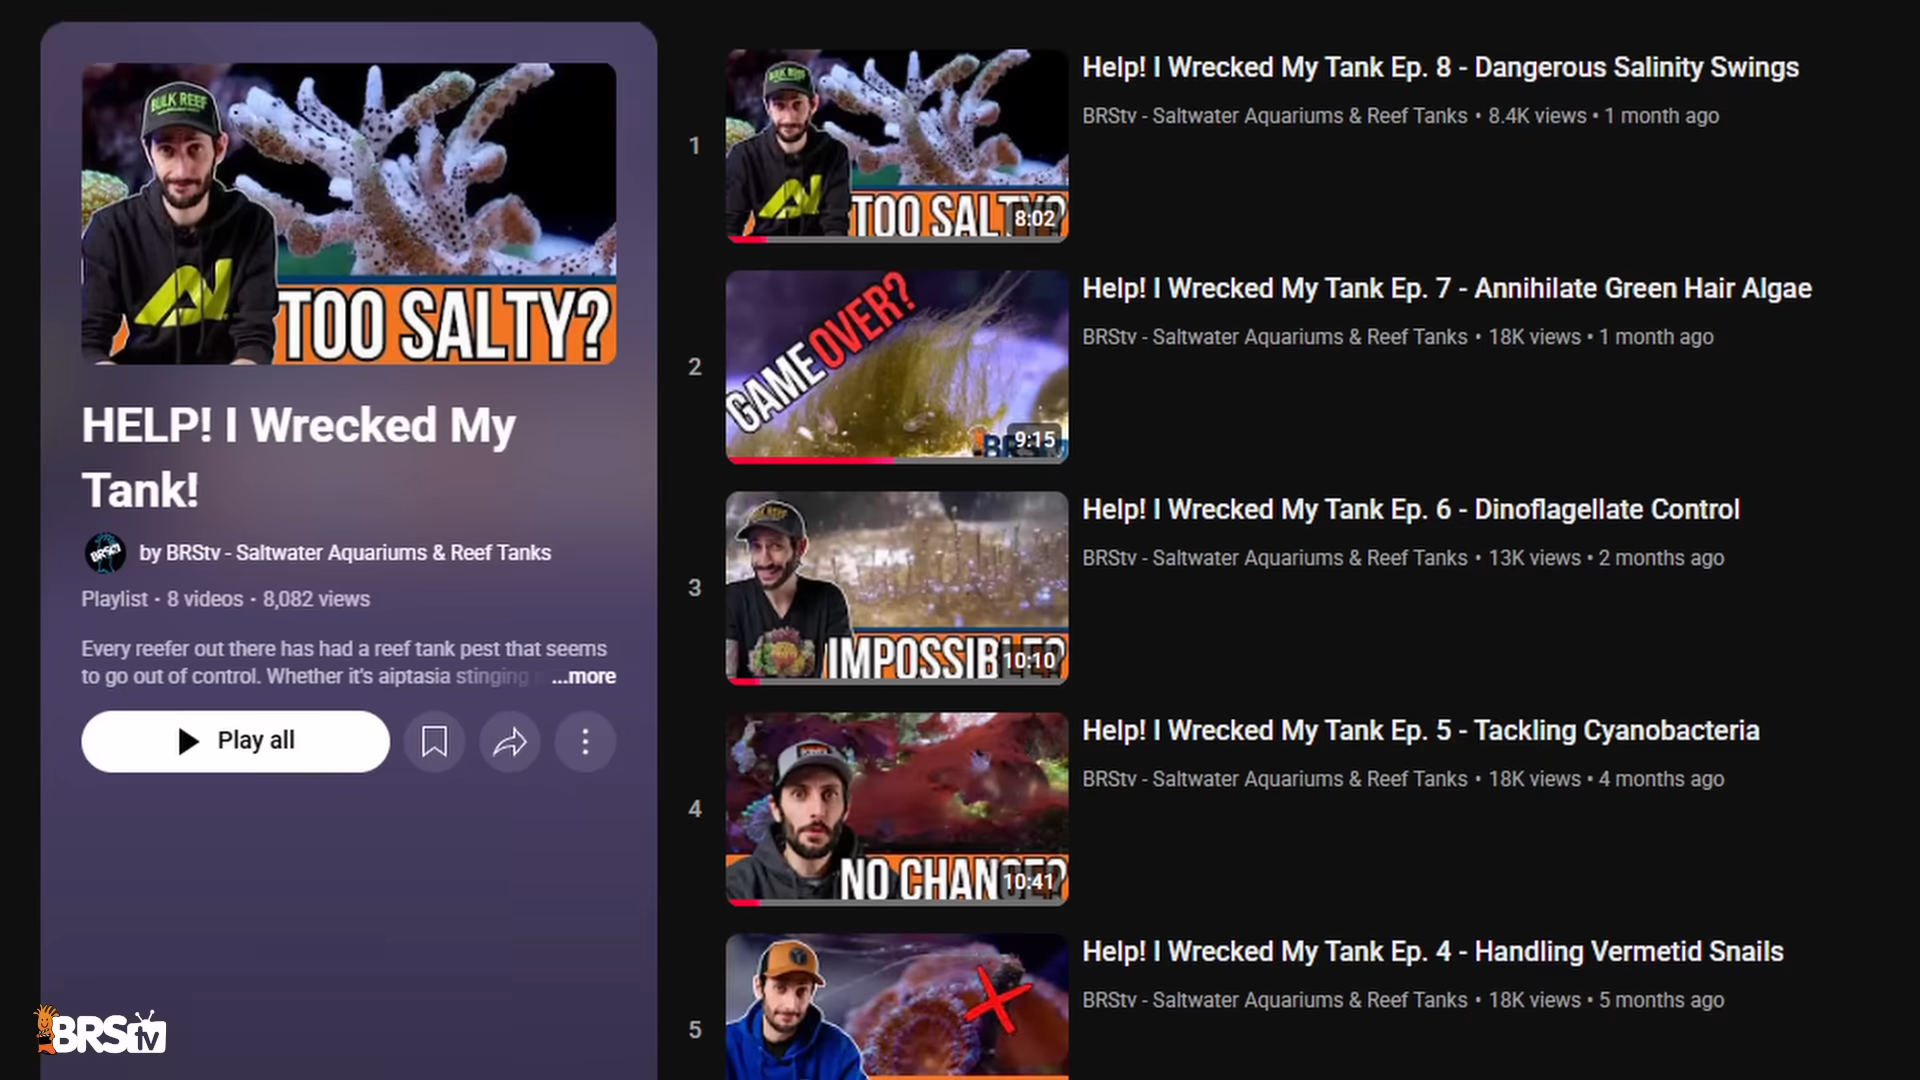 BULK REEF
TOO SALTY?
HELP! I Wrecked My
Tank!
BRStv
by BRStv - Saltwater Aquariums & Reef Tanks
Playlist • 8 videos • 8,082 views
Every reefer out there has had a reef tank pest that seems
to go out of control. Whether it's aiptasia stinging
...more
Play all
BRStv
1
BULK REEF
TOO SALTY?
8:02
Help! I Wrecked My Tank Ep. 8 - Dangerous Salinity Swings
BRStv - Saltwater Aquariums & Reef Tanks • 8.4K views • 1 month ago
2
GAME OVER?
9:15
Help! I Wrecked My Tank Ep. 7 - Annihilate Green Hair Algae
BRStv - Saltwater Aquariums & Reef Tanks • 18K views • 1 month ago
3
IMPOSSIBLE?
10:10
Help! I Wrecked My Tank Ep. 6 - Dinoflagellate Control
BRStv - Saltwater Aquariums & Reef Tanks • 13K views • 2 months ago
4
NO CHANGE?
10:41
Help! I Wrecked My Tank Ep. 5 - Tackling Cyanobacteria
BRStv - Saltwater Aquariums & Reef Tanks • 18K views • 4 months ago
5
Help! I Wrecked My Tank Ep. 4 - Handling Vermetid Snails
BRStv - Saltwater Aquariums & Reef Tanks • 18K views • 5 months ago